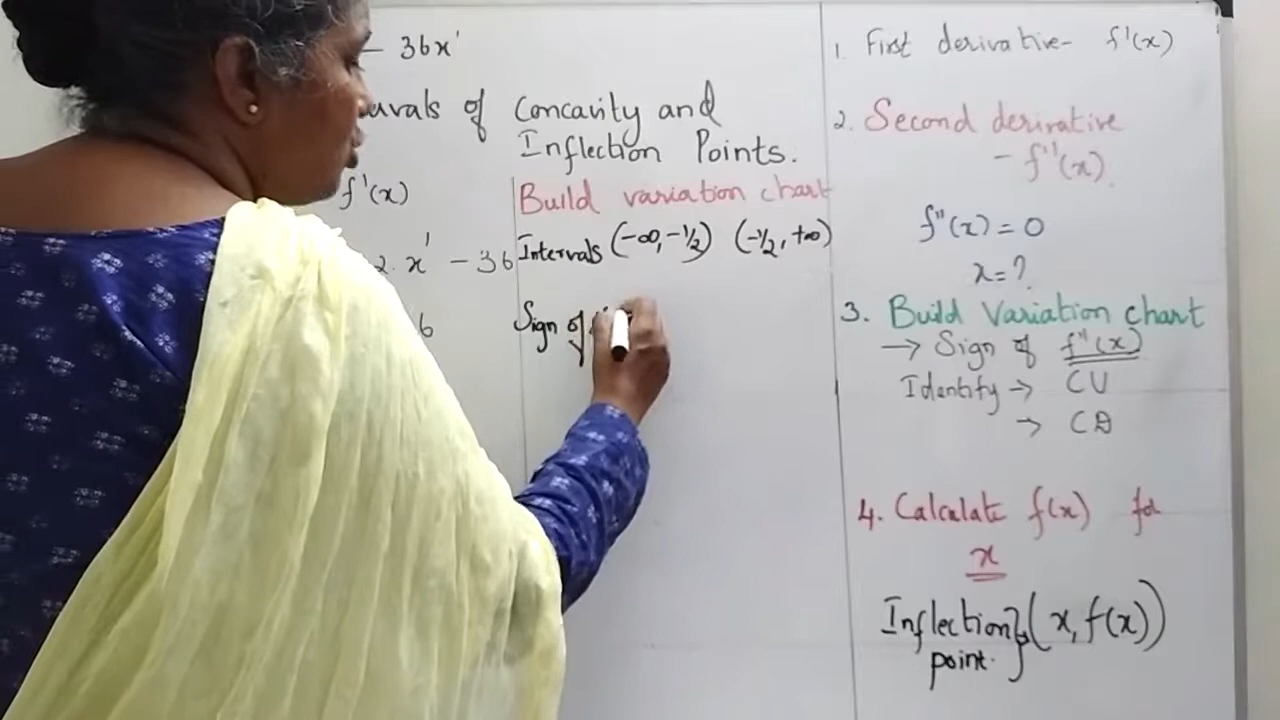 - 36x'
of Concavity and
Inflection Points.
f'(x)
2. x' - 36
6
Build variation chart
Intervals (-∞, -1/2) (-1/2, +∞)
Sign of
1. First derivative- f'(x)
2. Second derivative
- f''(x)
f''(x) = 0
x = ?
3. Build Variation chart
→ Sign of f''(x)
Identify → CU
→ CD
4. Calculate f(x) for
x
Inflection } (x, f(x))
point.